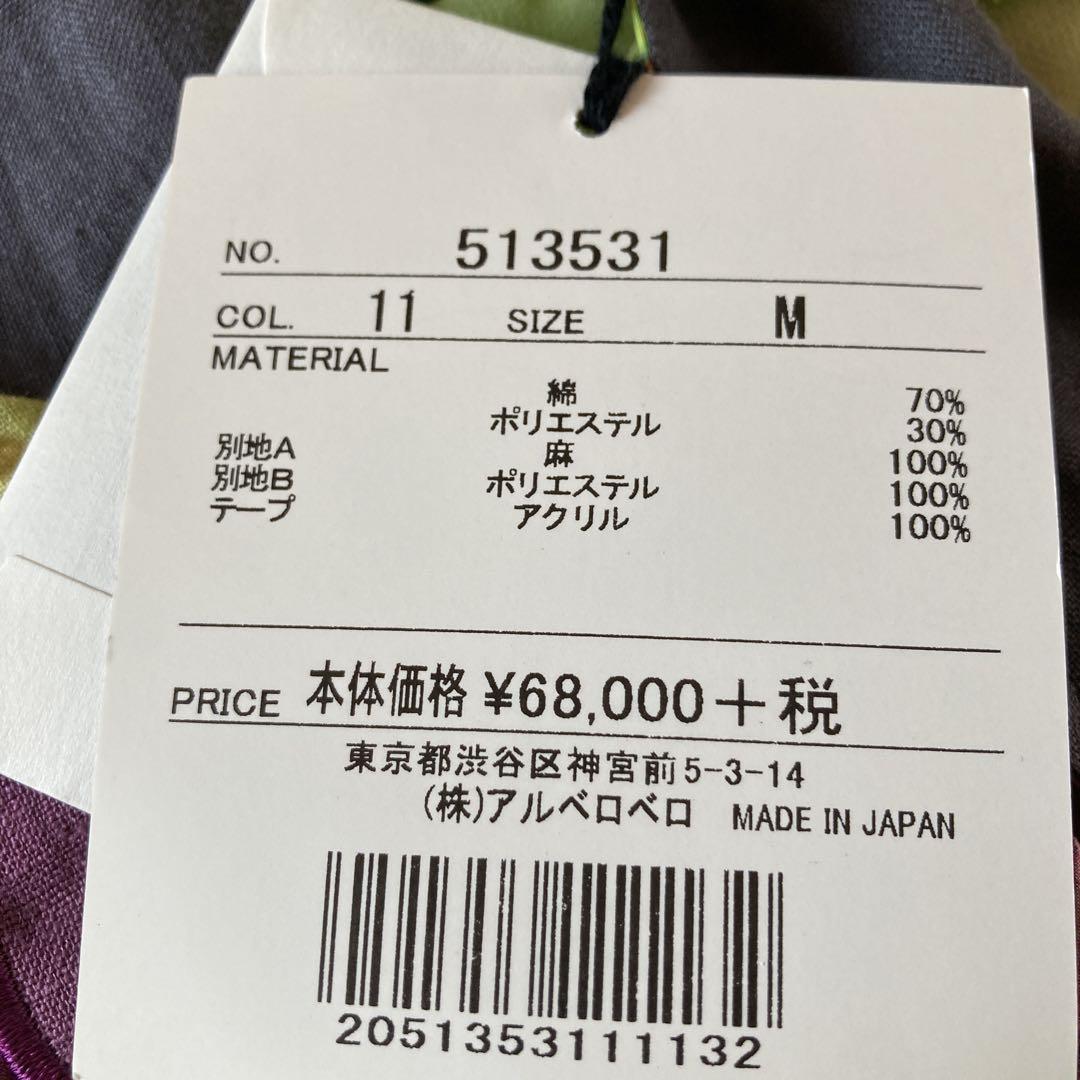 NO. 513531
COL. 11 SIZE M
MATERIAL
綿 70%
ポリエステル 30%
別地A 麻 100%
別地B ポリエステル 100%
テープ アクリル 100%
PRICE 本体価格 ¥68,000+税
東京都渋谷区神宮前5-3-14
(株)アルベロベロ MADE IN JAPAN
2051353111132